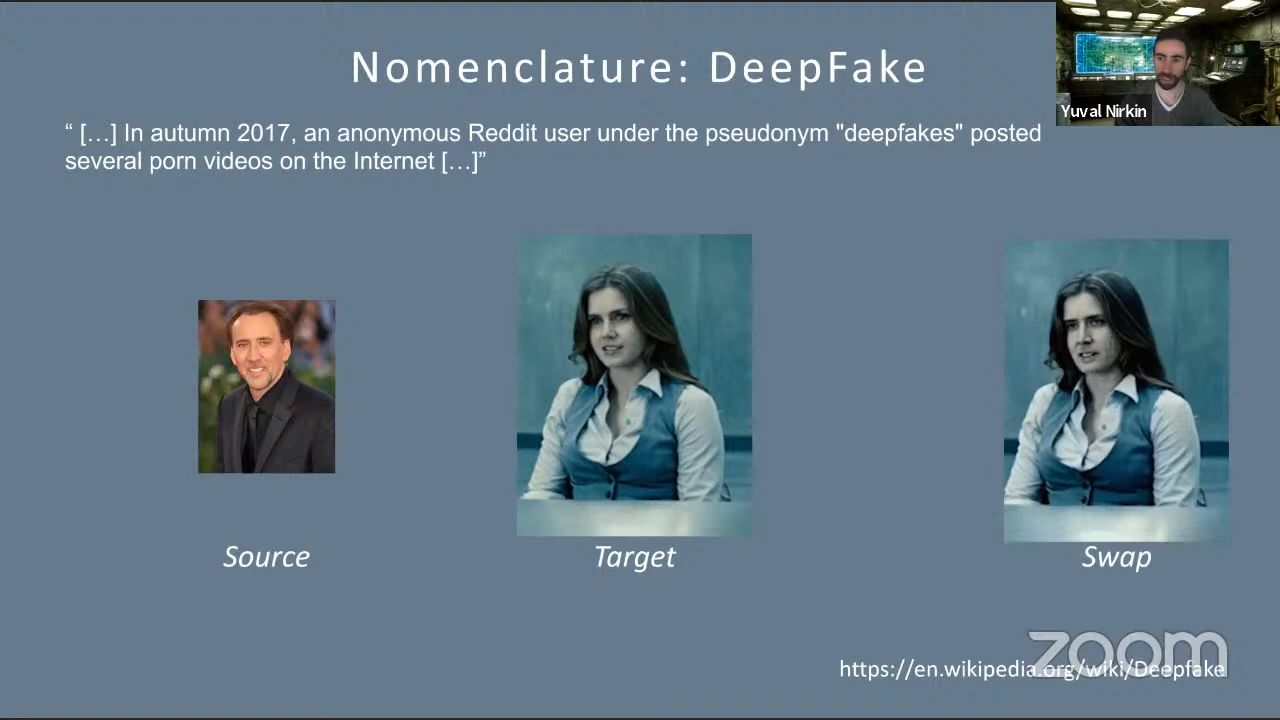 Nomenclature: DeepFake
Yuval Nirkin
“ […] In autumn 2017, an anonymous Reddit user under the pseudonym "deepfakes" posted
several porn videos on the Internet […]”
Source
Target
Swap
zoom
https://en.wikipedia.org/wiki/Deepfake